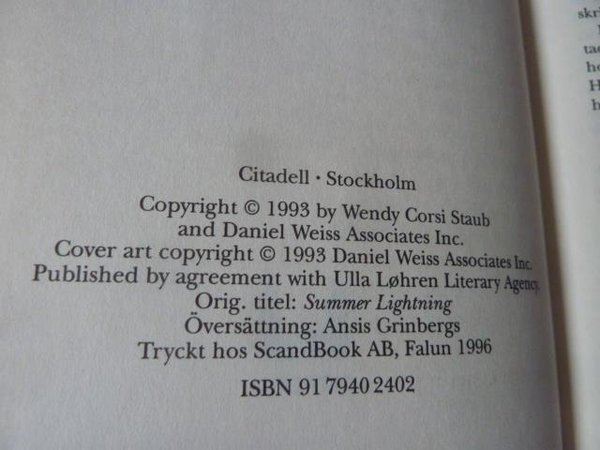 Citadell · Stockholm
Copyright © 1993 by Wendy Corsi Staub
and Daniel Weiss Associates Inc.
Cover art copyright © 1993 Daniel Weiss Associates Inc.
Published by agreement with Ulla Løhren Literary Agency.
Orig. titel: Summer Lightning
Översättning: Ansis Grinbergs
Tryckt hos ScandBook AB, Falun 1996
ISBN 91 7940 2402